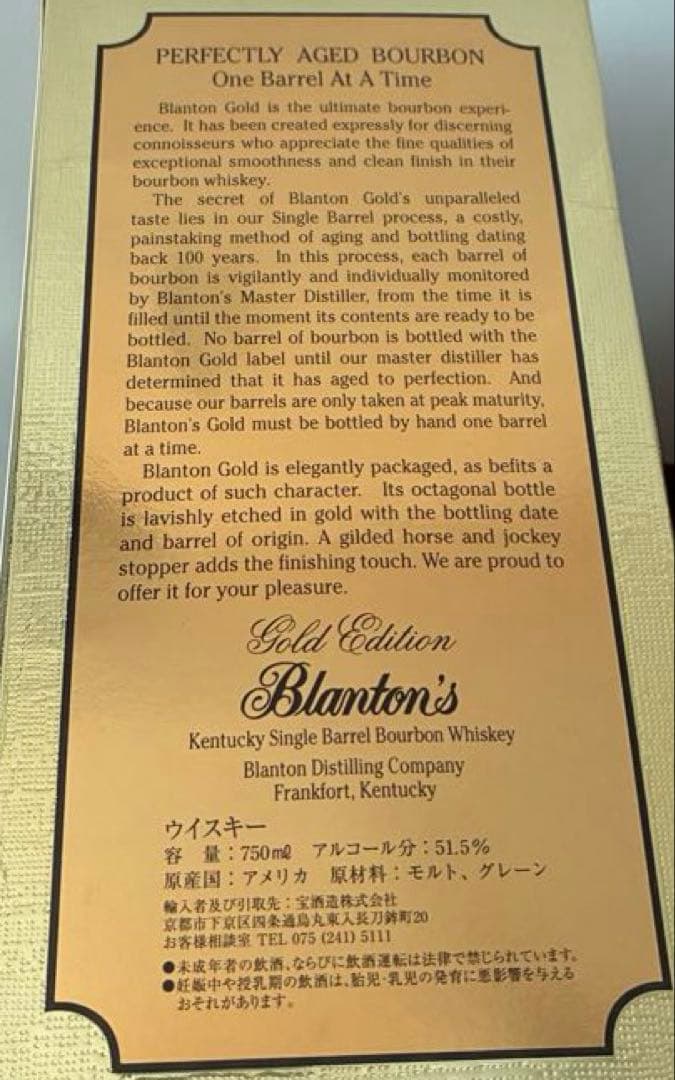 PERFECTLY AGED BOURBON
One Barrel At A Time
Blanton Gold is the ultimate bourbon experi-
ence. It has been created expressly for discerning
connoisseurs who appreciate the fine qualities of
exceptional smoothness and clean finish in their
bourbon whiskey.
The secret of Blanton Gold's unparalleled
taste lies in our Single Barrel process, a costly,
painstaking method of aging and bottling dating
back 100 years. In this process, each barrel of
bourbon is vigilantly and individually monitored
by Blanton's Master Distiller, from the time it is
filled until the moment its contents are ready to be
bottled. No barrel of bourbon is bottled with the
Blanton Gold label until our master distiller has
determined that it has aged to perfection. And
because our barrels are only taken at peak maturity,
Blanton's Gold must be bottled by hand one barrel
at a time.
Blanton Gold is elegantly packaged, as befits a
product of such character. Its octagonal bottle
is lavishly etched in gold with the bottling date
and barrel of origin. A gilded horse and jockey
stopper adds the finishing touch. We are proud to
offer it for your pleasure.
Gold Edition
Blanton's
Kentucky Single Barrel Bourbon Whiskey
Blanton Distilling Company
Frankfort, Kentucky
ウイスキー
容 量：750㎖ アルコール分：51.5%
原産国：アメリカ 原材料：モルト、グレーン
輸入者及び引取先：宝酒造株式会社
京都市下京区四条通烏丸東入長刀鉾町20
お客様相談室 TEL 075 (241) 5111
●未成年者の飲酒、ならびに飲酒運転は法律で禁じられています。
●妊娠中や授乳期の飲酒は、胎児・乳児の発育に悪影響を与える
おそれがあります。